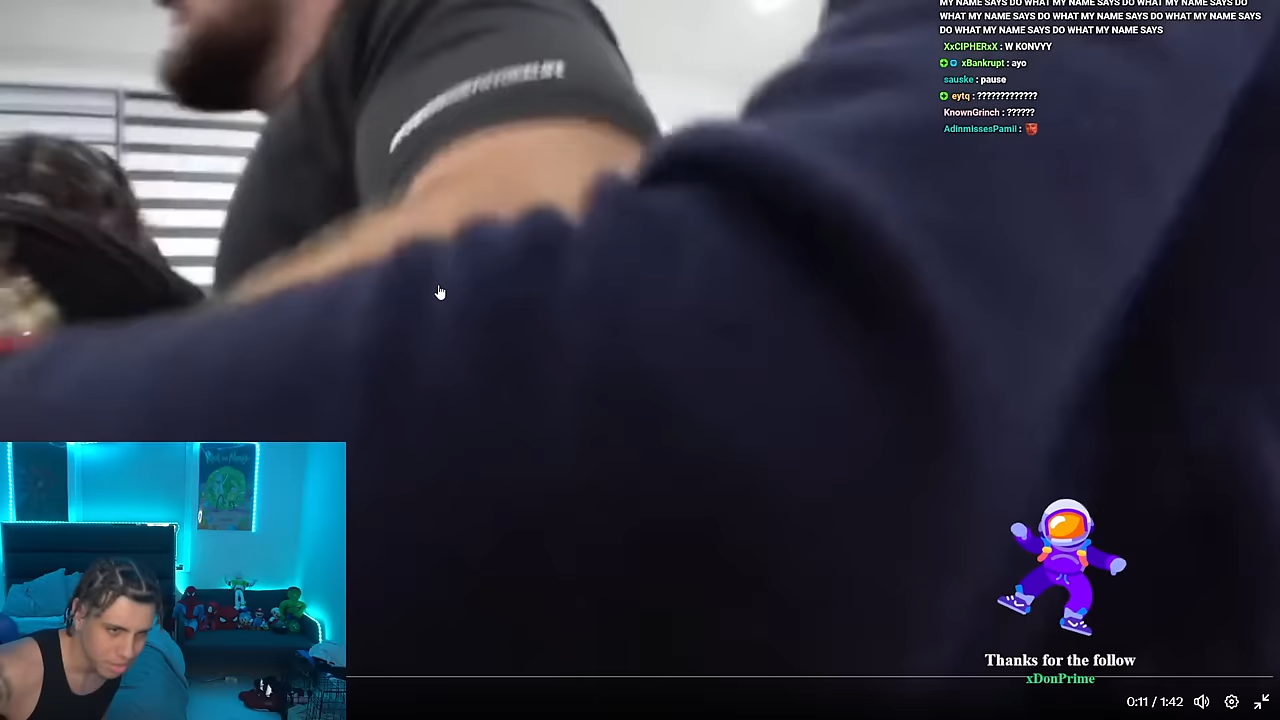 MY NAME SAYS DO WHAT MY NAME SAYS DO WHAT MY NAME SAYS DO
WHAT MY NAME SAYS DO WHAT MY NAME SAYS DO WHAT MY NAME SAYS
DO WHAT MY NAME SAYS DO WHAT MY NAME SAYS
XxCIPHERxX : W KONVYY
xBankrupt : ayo
sauske : pause
eytq : ?????????????
KnownGrinch : ??????
AdinmissesPamii :
Thanks for the follow
xDonPrime
0:11 / 1:42